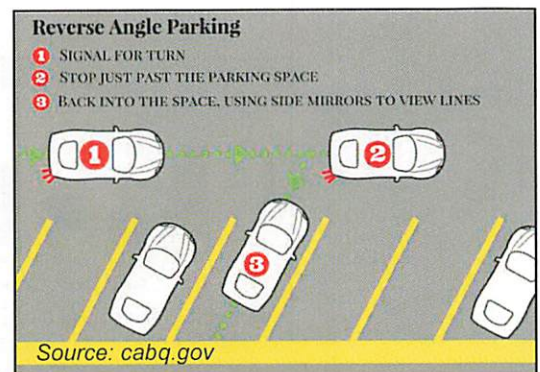 Reverse Angle Parking
1 SIGNAL FOR TURN
2 STOP JUST PAST THE PARKING SPACE
3 BACK INTO THE SPACE, USING SIDE MIRRORS TO VIEW LINES
1
2
3
Source: cabq.gov